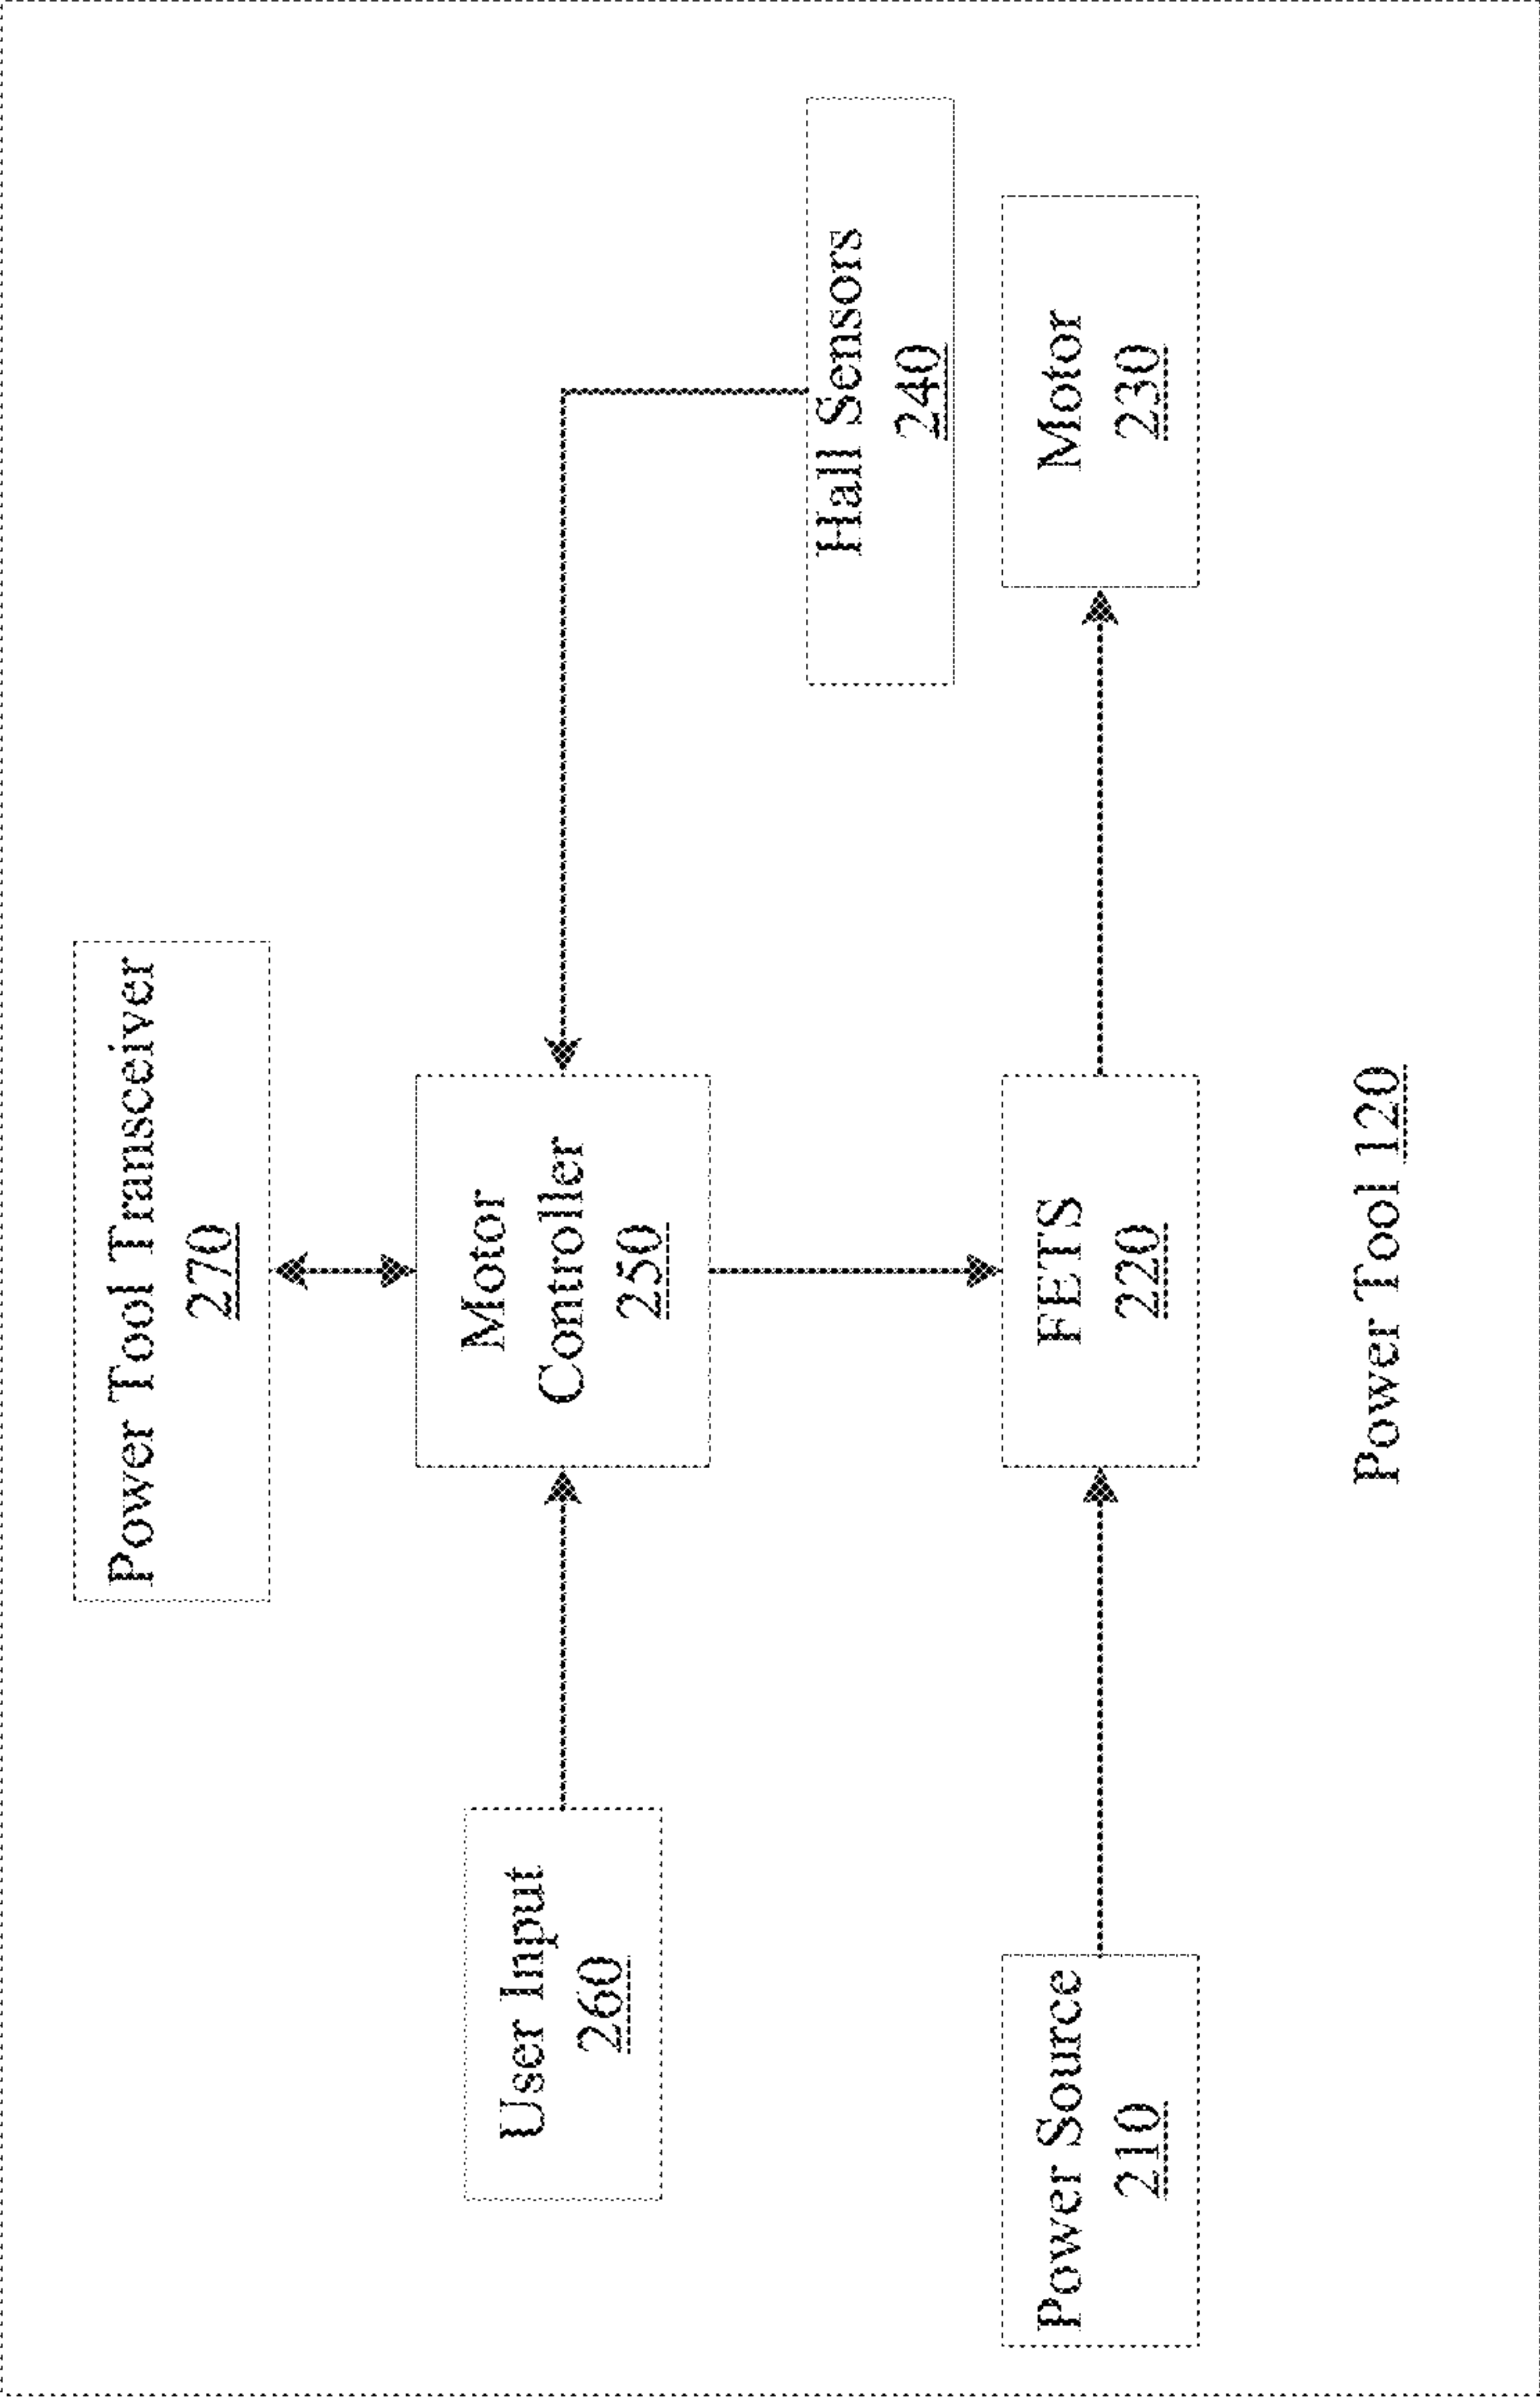 Power Tool Transceiver
270
User Input
260
Motor
Controller
250
Hall Sensors
240
Power Source
210
FETS
220
Motor
230
Power Tool 120